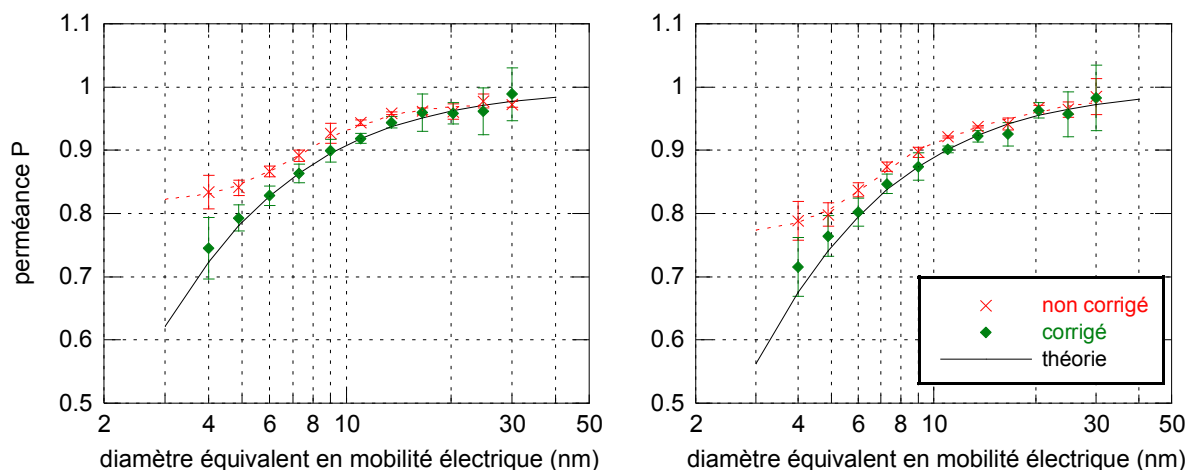 1.1
1
0.9
0.8
0.7
0.6
0.5
perméance P
2 4 6 8 10 30 50
diamètre équivalent en mobilité électrique (nm)
1.1
1
0.9
0.8
0.7
0.6
0.5
2 4 6 8 10 30 50
diamètre équivalent en mobilité électrique (nm)
non corrigé
corrigé
théorie